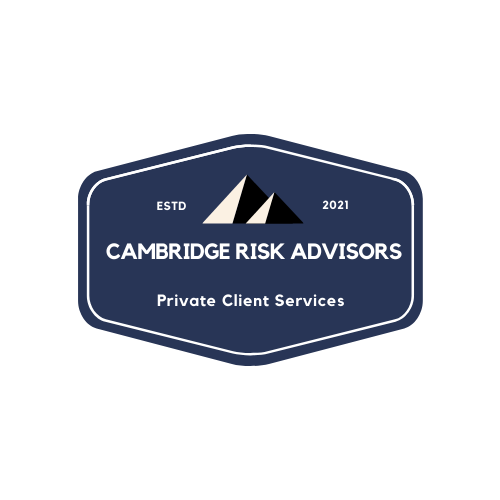 ESTD 2021
CAMBRIDGE RISK ADVISORS
Private Client Services